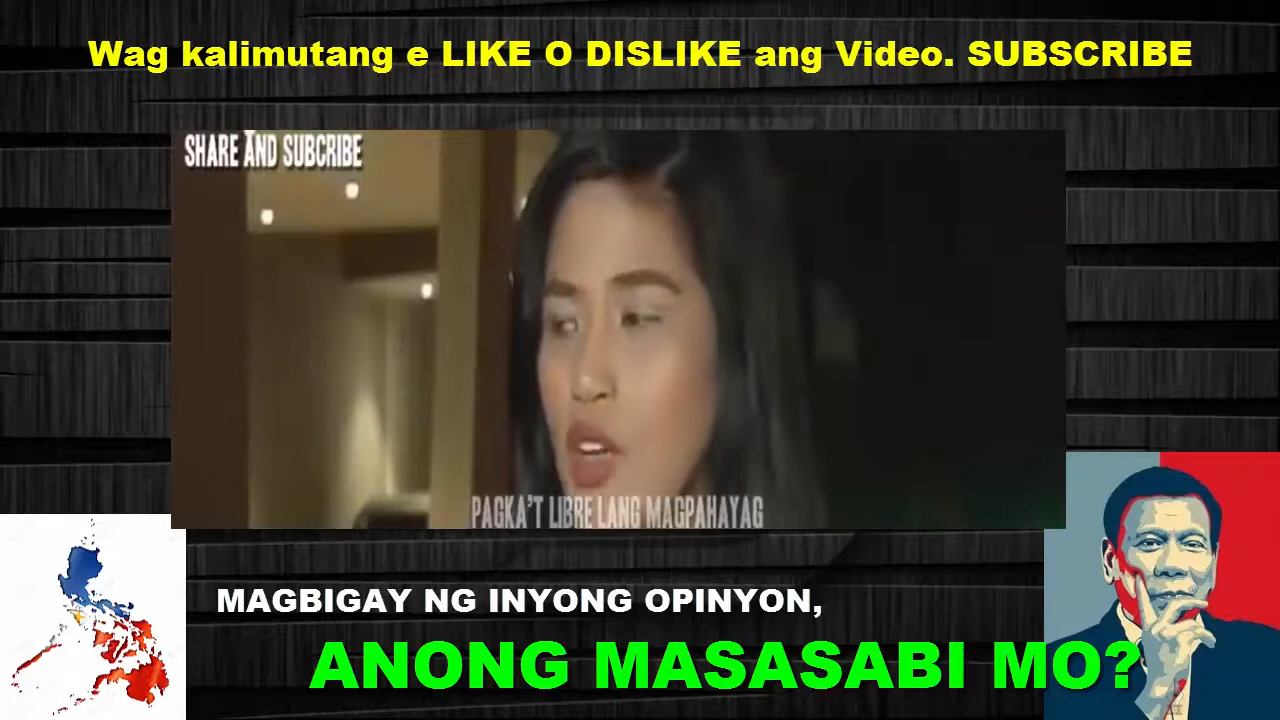 Wag kalimutang e LIKE O DISLIKE ang Video. SUBSCRIBE
SHARE AND SUBCRIBE
PAGKA'T LIBRE LANG MAGPAHAYAG
MAGBIGAY NG INYONG OPINYON,
ANONG MASASABI MO?